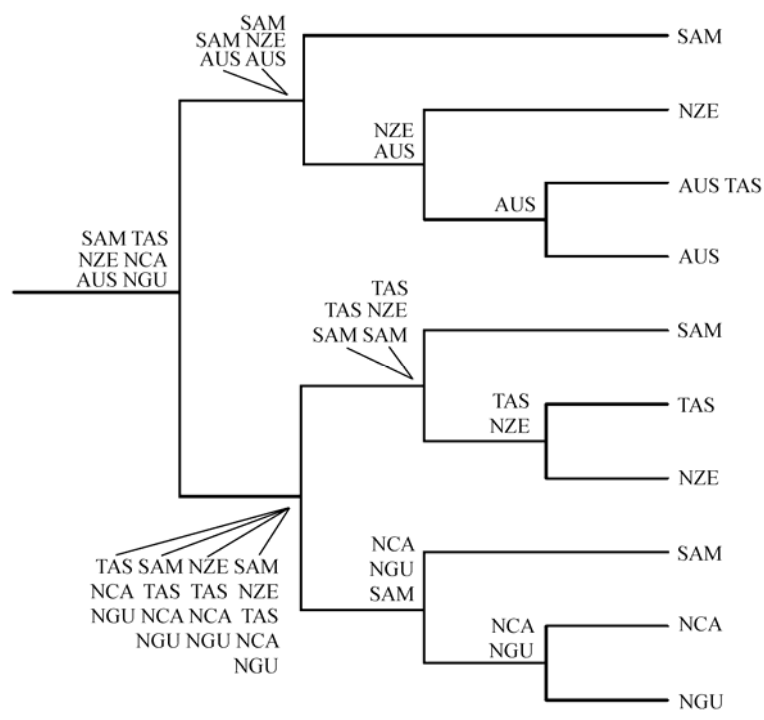 SAM
SAM NZE
AUS AUS
SAM
NZE
NZE
AUS
AUS TAS
AUS
AUS
SAM TAS
NZE NCA
AUS NGU
TAS
TAS NZE
SAM SAM
SAM
TAS
NZE
TAS
NZE
NCA
NGU
SAM
SAM
TAS SAM NZE SAM
NCA TAS TAS NZE
NGU NCA NCA TAS
NGU NGU NCA
NGU
NCA
NGU
NCA
NGU